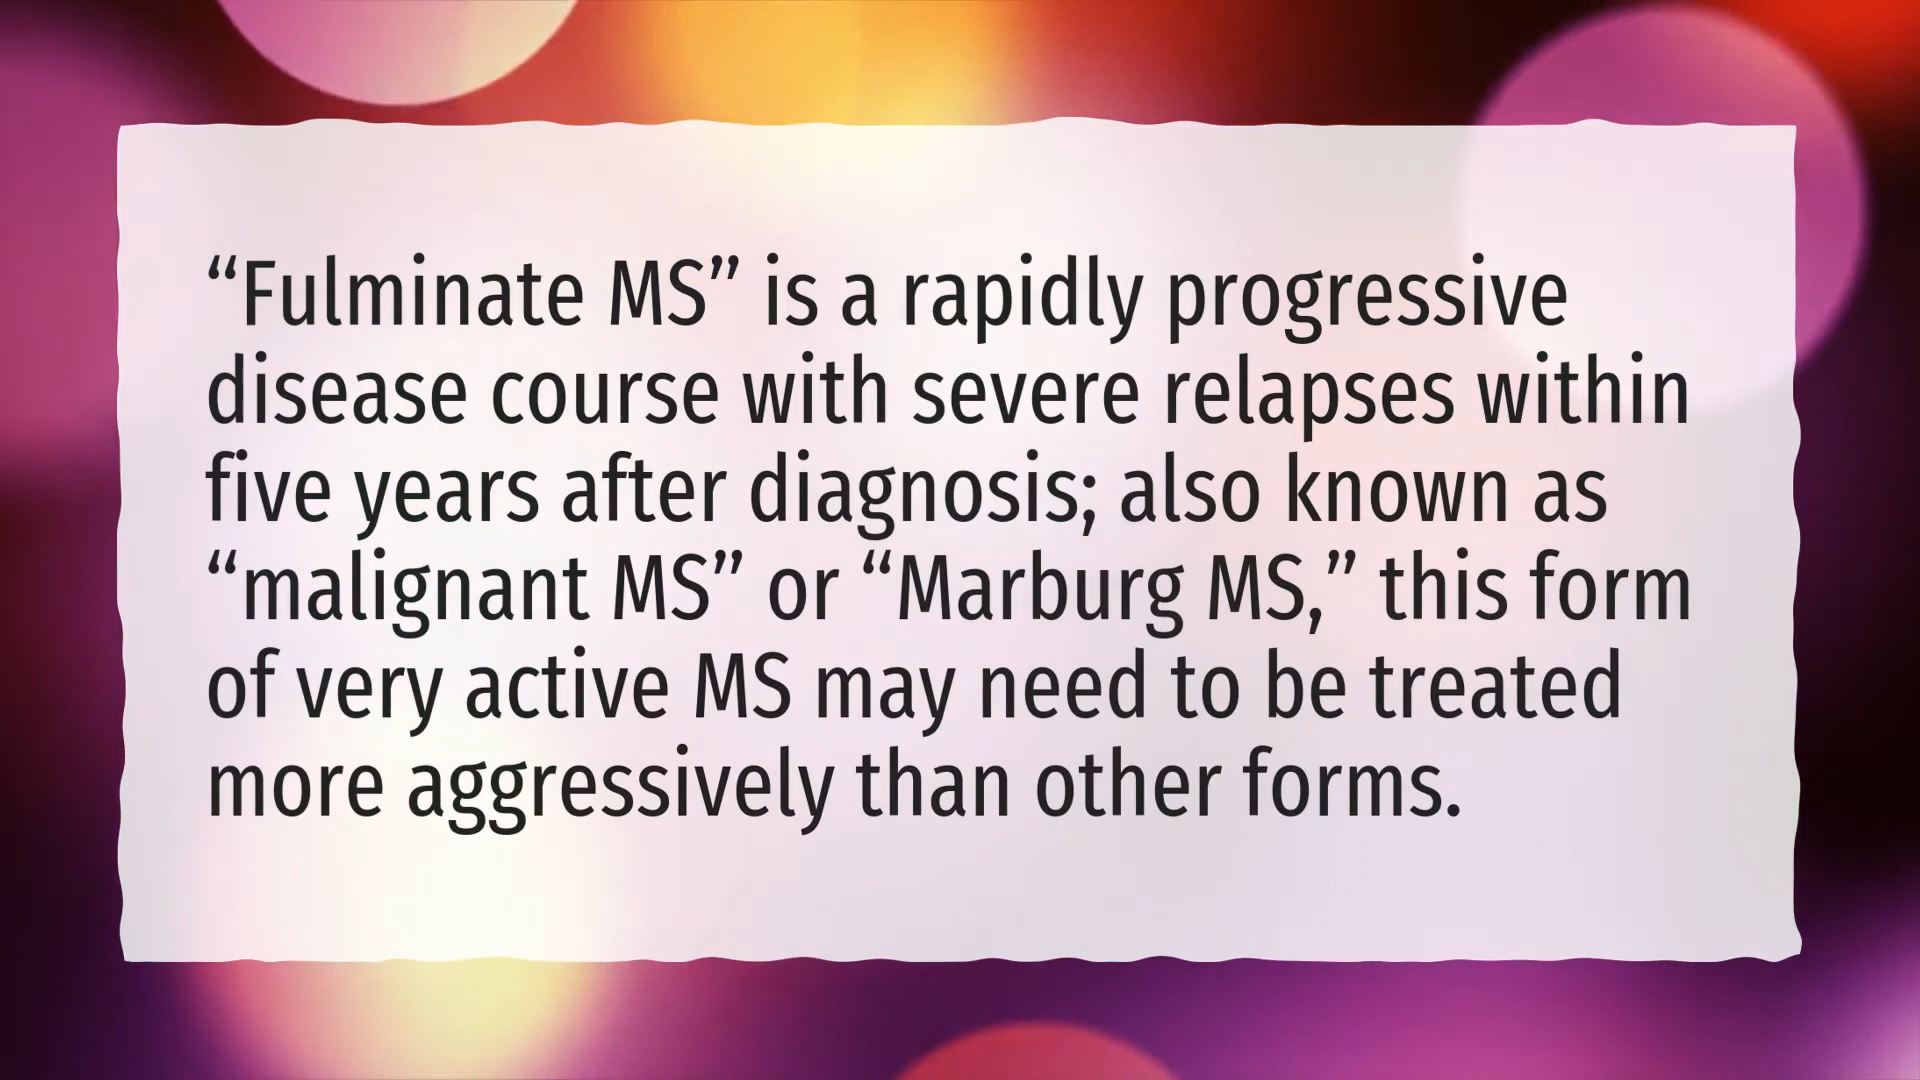 “Fulminate MS” is a rapidly progressive
disease course with severe relapses within
five years after diagnosis; also known as
“malignant MS” or “Marburg MS,” this form
of very active MS may need to be treated
more aggressively than other forms.